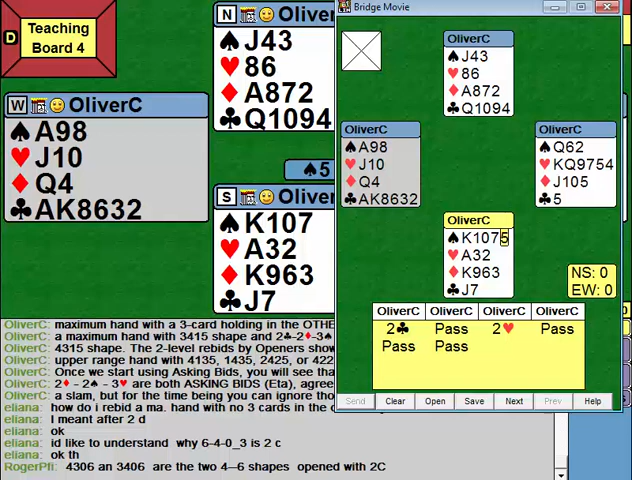 Bridge Movie
D
Teaching
Board 4
N Oliver
♠ J43
♥ 86
♦ A872
♣ Q1094
W OliverC
♠ A98
♥ J10
♦ Q4
♣ AK8632
♠5
S Oliver
♠ K107
♥ A32
♦ K963
♣ J7
OliverC
♠ J43
♥ 86
♦ A872
♣ Q1094
OliverC
♠ A98
♥ J10
♦ Q4
♣ AK8632
OliverC
♠ Q62
♥ KQ9754
♦ J105
♣ 5
OliverC
♠ K1075
♥ A32
♦ K963
♣ J7
NS: 0
EW: 0
OliverC OliverC OliverC OliverC
2♣ Pass 2♥ Pass
Pass Pass
Send Clear Open Save Next Prev Help
OliverC: maximum hand with a 3-card holding in the OTHE
OliverC: a maximum hand with 3415 shape and 2♣-2♦-3♠
OliverC: 4315 shape. The 2-level rebids by Openers show
OliverC: upper range hand with 4135, 1435, 2425, or 422
OliverC: Once we start using Asking Bids, you will see tha
OliverC: 2♦ - 2♠ - 3♥ are both ASKING BIDS (Eta), agree
OliverC: a slam, but for the time being you can ignore tho
eliana: how do i rebid a ma. hand with no 3 cards in the o
eliana: I meant after 2 d
eliana: ok
eliana: id like to understand why 6-4-0_3 is 2 c
eliana: ok th
RogerPfi: 4306 an 3406 are the two 4--6 shapes opened with 2C